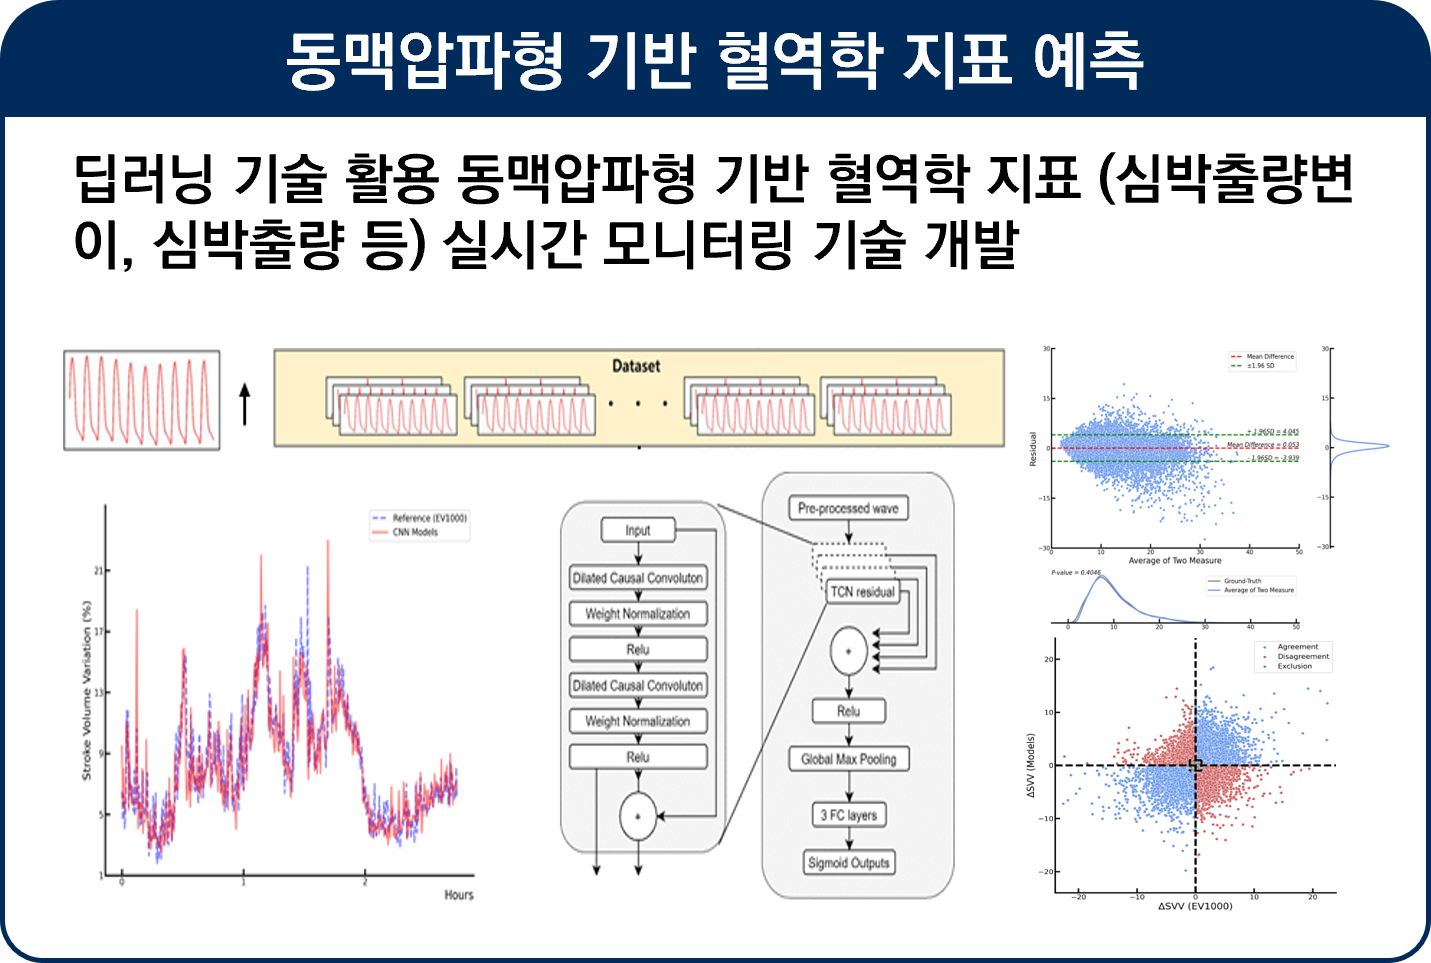 동맥압파형 기반 혈역학 지표 예측
딥러닝 기술 활용 동맥압파형 기반 혈역학 지표 (심박출량변
이, 심박출량 등) 실시간 모니터링 기술 개발
Dataset
Reference (EV1000)
CNN Models
Stroke Volume Variation (%)
21
17
13
9
5
1
0
1
2
Hours
Input
Dilated Causal Convoluton
Weight Normalization
Relu
Dilated Causal Convoluton
Weight Normalization
Relu
+
Pre-processed wave
TCN residual
+
Relu
Global Max Pooling
3 FC layers
Sigmoid Outputs
Mean Difference
±1.96 SD
Residual
30
15
0
−15
−30
+ 1.96SD = 4.045
Mean Difference = 0.053
- 1.96SD = -3.939
0 10 20 30 40 50
Average of Two Measure
30
15
0
−15
−30
P-value = 0.4046
Ground-Truth
Average of Two Measure
0 10 20 30 40 50
Agreement
Disagreement
Exclusion
ΔSVV (Models)
20
10
0
−10
−20
−20 −10 0 10 20
ΔSVV (EV1000)